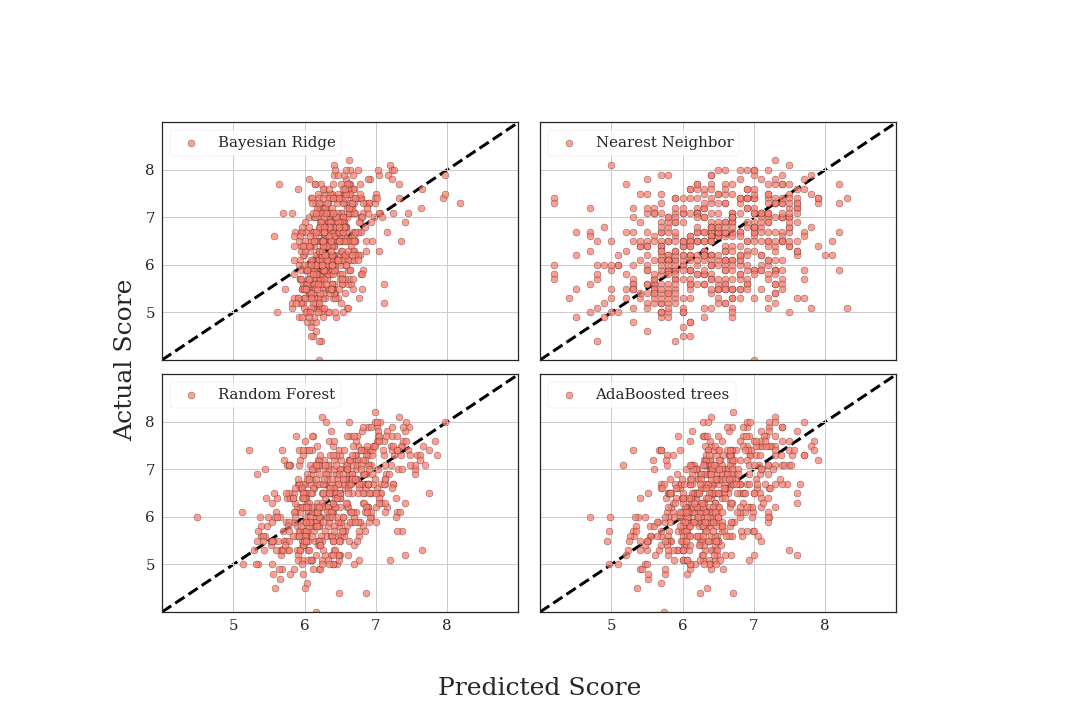 Bayesian Ridge
Nearest Neighbor
8
7
6
5
Random Forest
AdaBoosted trees
8
7
6
5
5 6 7 8
5 6 7 8
Actual Score
Predicted Score